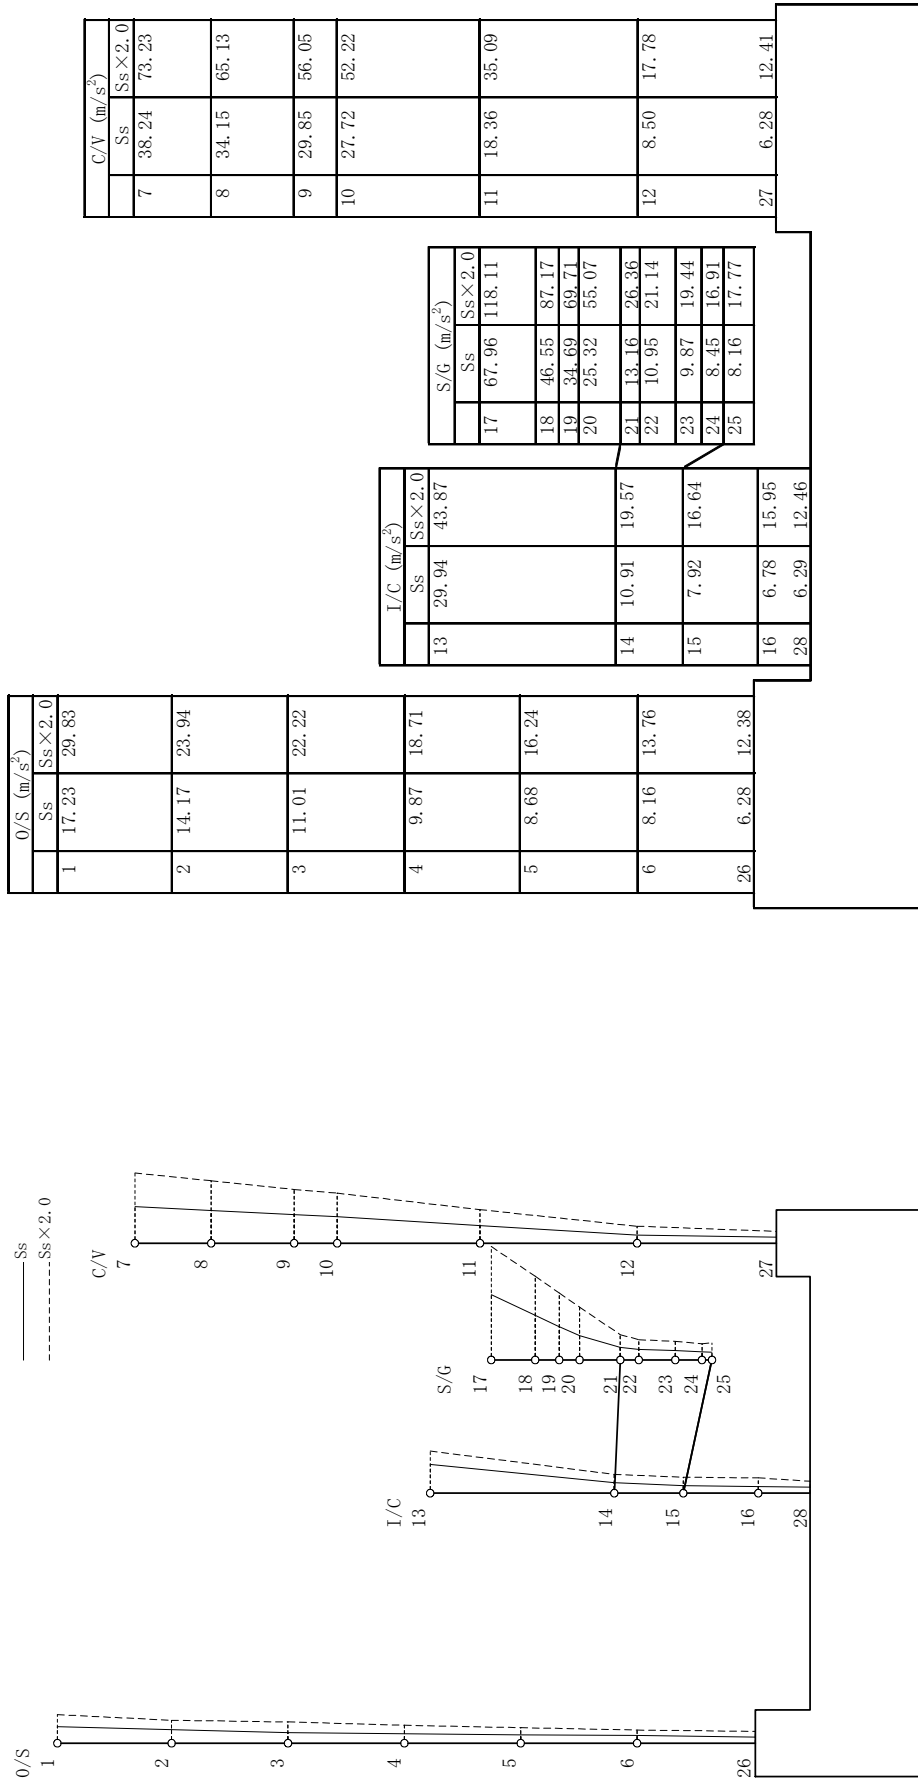 Ss
Ss×2.0
O/S
1
2
3
4
5
6
26
I/C
13
14
15
16
28
S/G
17
18
19
20
21
22
23
24
25
C/V
7
8
9
10
11
12
27
O/S (m/s²)
Ss Ss×2.0
1 17.23 29.83
2 14.17 23.94
3 11.01 22.22
4 9.87 18.71
5 8.68 16.24
6 8.16 13.76
26 6.28 12.38
I/C (m/s²)
Ss Ss×2.0
13 29.94 43.87
14 10.91 19.57
15 7.92 16.64
16 6.78 15.95
28 6.29 12.46
S/G (m/s²)
Ss Ss×2.0
17 67.96 118.11
18 46.55 87.17
19 34.69 69.71
20 25.32 55.07
21 13.16 26.36
22 10.95 21.14
23 9.87 19.44
24 8.45 16.91
25 8.16 17.77
C/V (m/s²)
Ss Ss×2.0
7 38.24 73.23
8 34.15 65.13
9 29.85 56.05
10 27.72 52.22
11 18.36 35.09
12 8.50 17.78
27 6.28 12.41